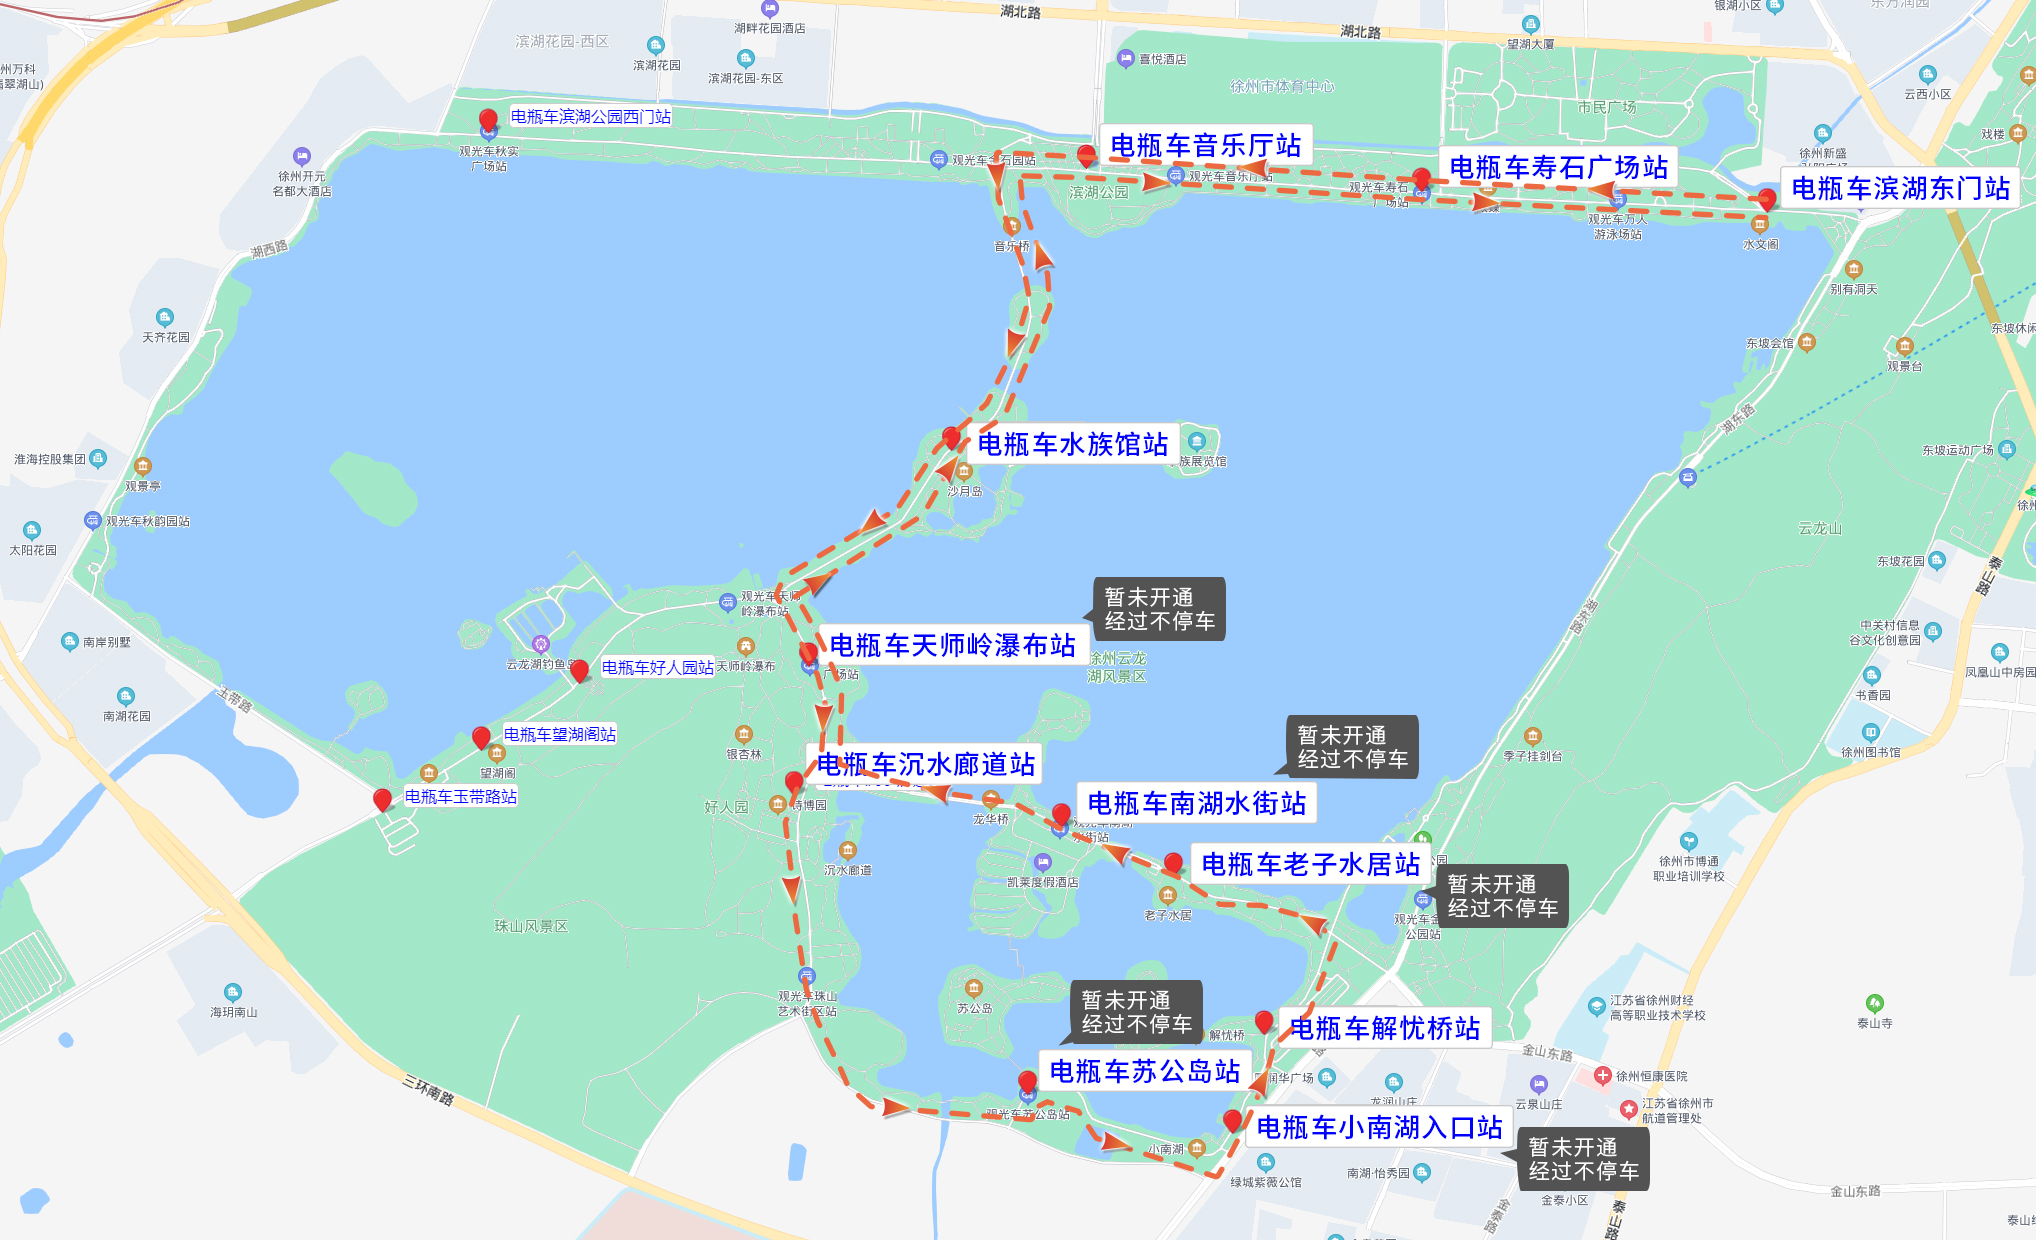 湖北路
湖北路
银湖小区
东方润园
湖畔花园酒店
滨湖花园-西区
滨湖花园
滨湖花园-东区
喜悦酒店
望湖大厦
州万科
翡翠湖山)
徐州市体育中心
市民广场
云西小区
戏楼
电瓶车滨湖公园西门站
观光车秋实
广场站
徐州开元
名都大酒店
电瓶车音乐厅站
电瓶车寿石广场站
电瓶车滨湖东门站
徐州新盛
观光车音乐厅站
滨湖公园
观光车寿石
广场站
观光车万人
游泳场站
水文阁
音乐桥
湖西路
别有洞天
天齐花园
东坡会馆
观景台
东坡休闲
湖东路
电瓶车水族馆站
族展览馆
沙月岛
淮海控股集团
观景亭
东坡运动广场
观光车秋韵园站
太阳花园
云龙山
东坡花园
泰山路
暂未开通
经过不停车
观光车天师
岭瀑布站
湖东路
中关村信息
谷文化创意园
南岸别墅
电瓶车天师岭瀑布站
徐州云龙
湖风景区
云龙湖钓鱼岛
电瓶车好人园站
天师岭瀑布
广场站
凤凰山中房园
书香园
玉带路
南湖花园
电瓶车望湖阁站
望湖阁
银杏林
暂未开通
经过不停车
季子挂剑台
徐州图书馆
电瓶车沉水廊道站
电瓶车玉带路站
好人园
诗博园
龙华桥
电瓶车南湖水街站
观光车南湖
水街站
沉水廊道
凯莱度假酒店
电瓶车老子水居站
公园
老子水居
暂未开通
经过不停车
观光车金
公园站
徐州市博通
职业培训学校
珠山风景区
海玥南山
观光车珠山
艺术街区站
苏公岛
暂未开通
经过不停车
解忧桥
电瓶车解忧桥站
江苏省徐州财经
高等职业技术学校
泰山寺
金山东路
电瓶车苏公岛站
观光车苏公岛站
润华广场
龙润山庄
云泉山庄
徐州恒康医院
江苏省徐州市
航道管理处
三环南路
电瓶车小南湖入口站
小南湖
绿城紫薇公馆
南湖·怡秀园
暂未开通
经过不停车
金泰小区
金山东路
金泰路
泰山路